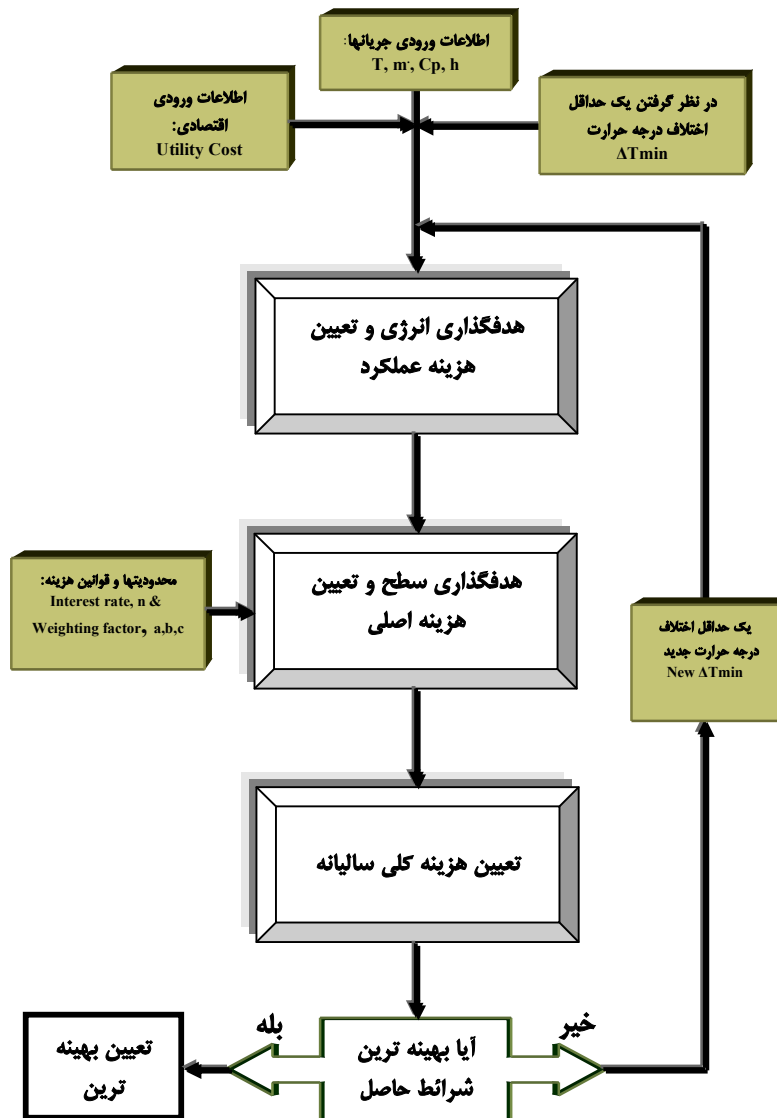 اطلاعات ورودی جریانها:
T, m·, Cp, h
اطلاعات ورودی
اقتصادی:
Utility Cost
در نظر گرفتن یک حداقل
اختلاف درجه حرارت
ΔTmin
هدفگذاری انرژی و تعیین
هزینه عملکرد
محدودیتها و قوانین هزینه:
Interest rate, n &
Weighting factor, a,b,c
هدفگذاری سطح و تعیین
هزینه اصلی
یک حداقل اختلاف
درجه حرارت جدید
New ΔTmin
تعیین هزینه کلی سالیانه
خیر
آیا بهینه ترین
شرائط حاصل
بله
تعیین بهینه
ترین